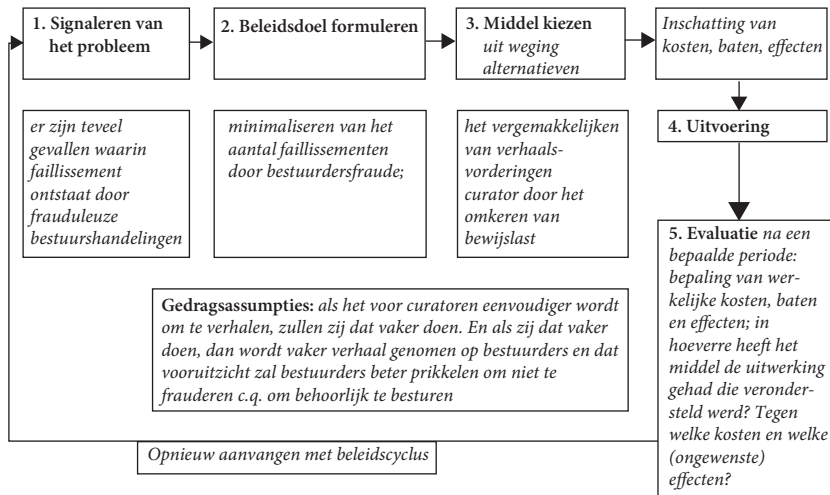 1. Signaleren van
het probleem
2. Beleidsdoel formuleren
3. Middel kiezen
uit weging
alternatieven
Inschatting van
kosten, baten, effecten
er zijn teveel
gevallen waarin
faillissement
ontstaat door
frauduleuze
bestuurshandelingen
minimaliseren van het
aantal faillissementen
door bestuurdersfraude;
het vergemakkelijken
van verhaals-
vorderingen
curator door het
omkeren van
bewijslast
4. Uitvoering
5. Evaluatie na een
bepaalde periode:
bepaling van wer-
kelijke kosten, baten
en effecten; in
hoeverre heeft het
middel de uitwerking
gehad die veronder-
steld werd? Tegen
welke kosten en welke
(ongewenste)
effecten?
Gedragsassumpties: als het voor curatoren eenvoudiger wordt
om te verhalen, zullen zij dat vaker doen. En als zij dat vaker
doen, dan wordt vaker verhaal genomen op bestuurders en dat
vooruitzicht zal bestuurders beter prikkelen om niet te
frauderen c.q. om behoorlijk te besturen
Opnieuw aanvangen met beleidscyclus